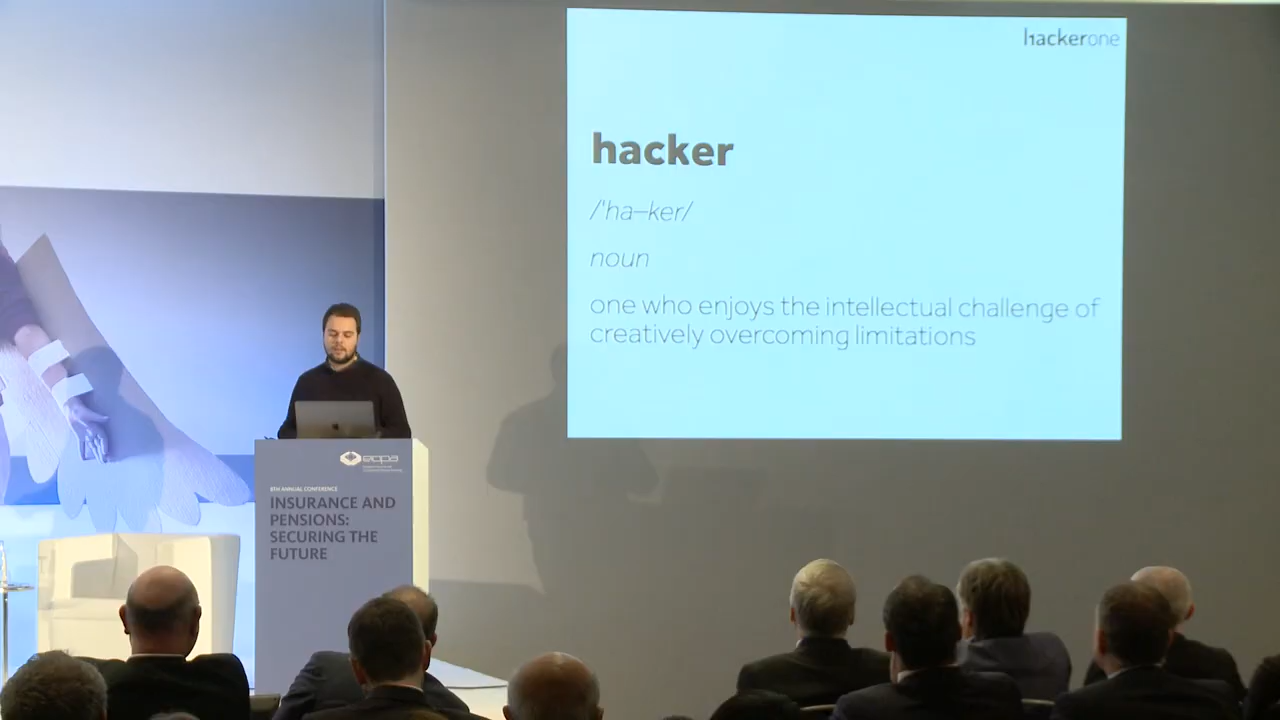 hackerone
hacker
/'ha–ker/
noun
one who enjoys the intellectual challenge of
creatively overcoming limitations
eiopa
8TH ANNUAL CONFERENCE
INSURANCE AND
PENSIONS:
SECURING THE
FUTURE